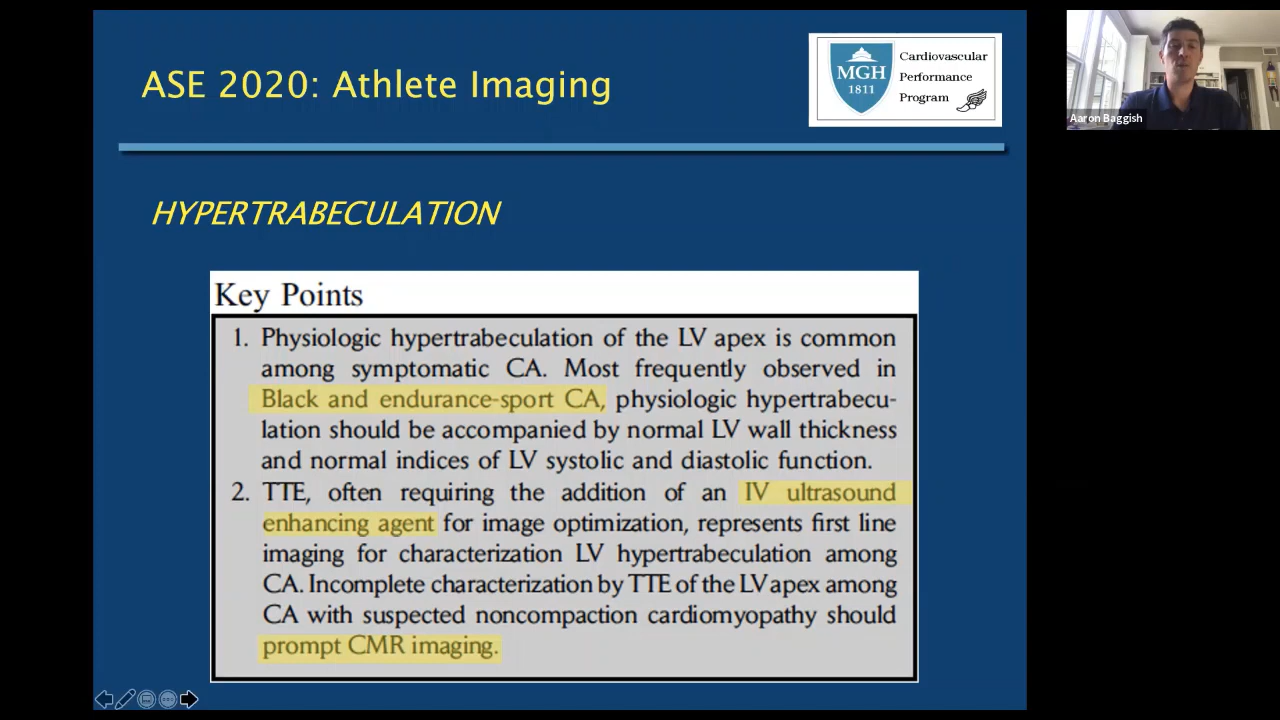 ASE 2020: Athlete Imaging
MGH
1811
Cardiovascular
Performance
Program
Aaron Baggish
HYPERTRABECULATION
Key Points
1. Physiologic hypertrabeculation of the LV apex is common
among symptomatic CA. Most frequently observed in
Black and endurance-sport CA, physiologic hypertrabecu-
lation should be accompanied by normal LV wall thickness
and normal indices of LV systolic and diastolic function.
2. TTE, often requiring the addition of an IV ultrasound
enhancing agent for image optimization, represents first line
imaging for characterization LV hypertrabeculation among
CA. Incomplete characterization by TTE of the LV apex among
CA with suspected noncompaction cardiomyopathy should
prompt CMR imaging.